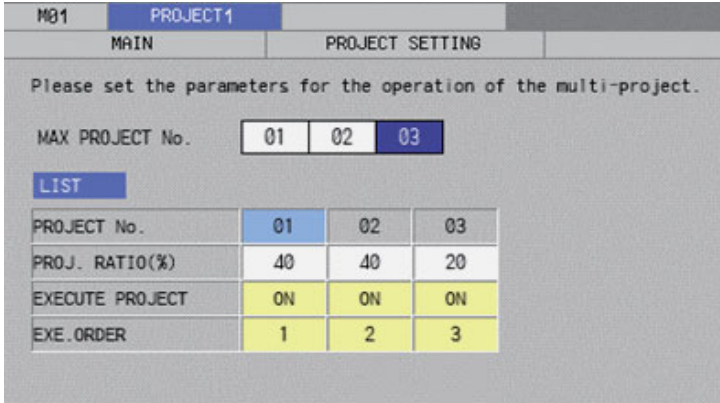 M01 PROJECT1
MAIN PROJECT SETTING
Please set the parameters for the operation of the multi-project.
MAX PROJECT No. 01 02 03
LIST
PROJECT No. 01 02 03
PROJ. RATIO(%) 40 40 20
EXECUTE PROJECT ON ON ON
EXE.ORDER 1 2 3